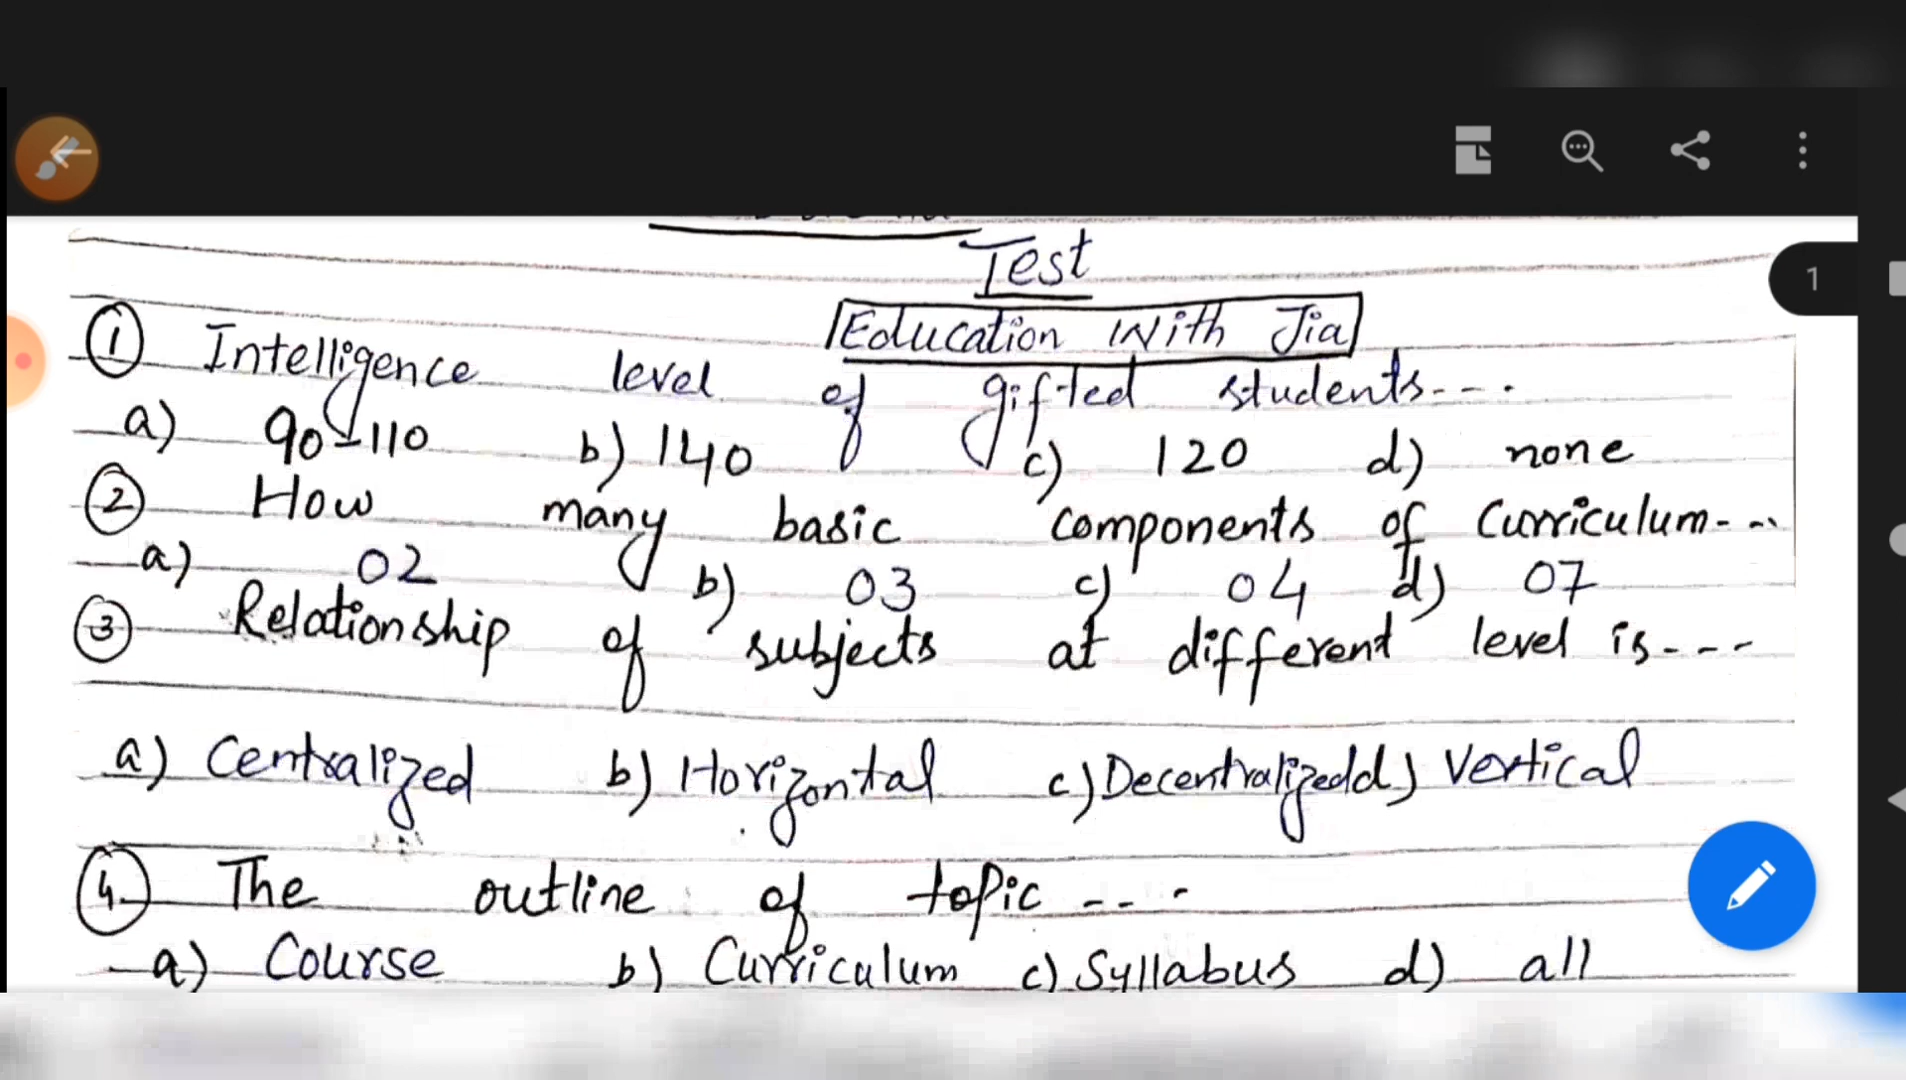 Test
Education With Jia
① Intelligence level of gifted students----
a) 90-110 b) 140 c) 120 d) none
② How many basic components of Curriculum----
a) 02 b) 03 c) 04 d) 07
③ Relationship of subjects at different level is----
a) Centralized b) Horizontal c) Decentralized d) Vertical
④ The outline of topic ----
a) Course b) Curriculum c) Syllabus d) all
1